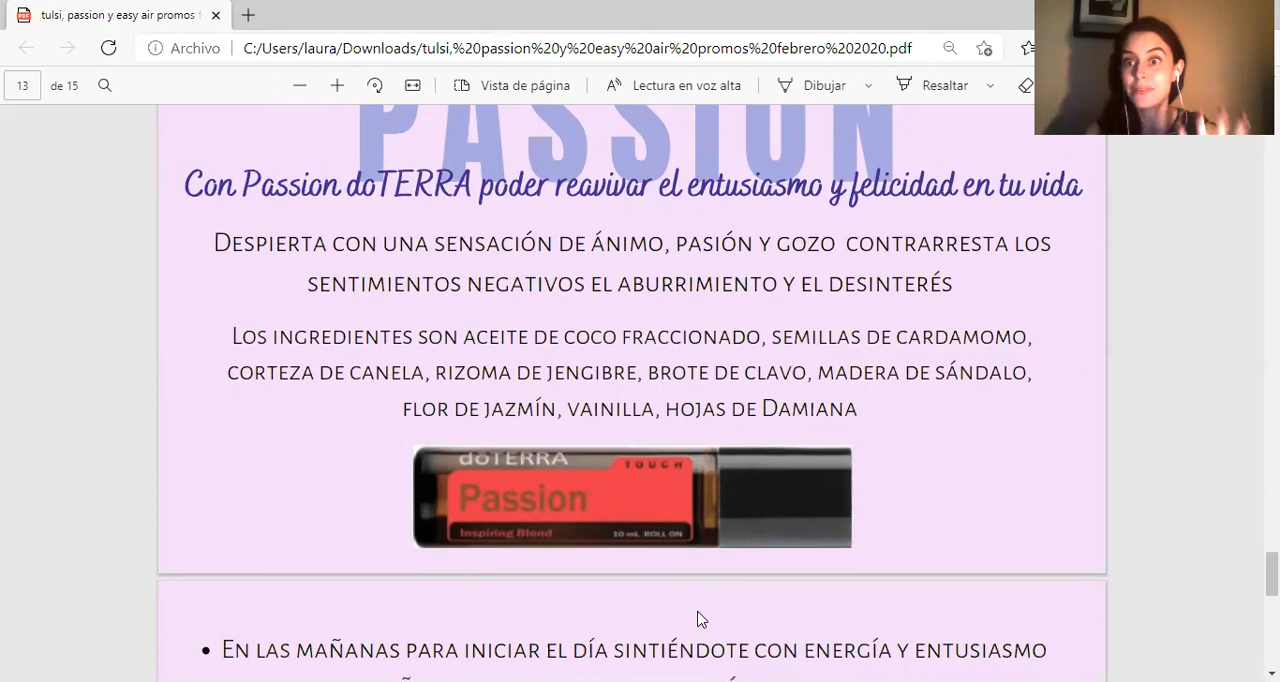 tulsi, passion y easy air promos f
Archivo
C:/Users/laura/Downloads/tulsi,%20passion%20y%20easy%20air%20promos%20febrero%202020.pdf
13 de 15
Vista de página
Lectura en voz alta
Dibujar
Resaltar
PASSION
Con Passion doTERRA poder reavivar el entusiasmo y felicidad en tu vida
DESPIERTA CON UNA SENSACIÓN DE ÁNIMO, PASIÓN Y GOZO CONTRARRESTA LOS
SENTIMIENTOS NEGATIVOS EL ABURRIMIENTO Y EL DESINTERÉS
LOS INGREDIENTES SON ACEITE DE COCO FRACCIONADO, SEMILLAS DE CARDAMOMO,
CORTEZA DE CANELA, RIZOMA DE JENGIBRE, BROTE DE CLAVO, MADERA DE SÁNDALO,
FLOR DE JAZMÍN, VAINILLA, HOJAS DE DAMIANA
dōTERRA
TOUCH
Passion
Inspiring Blend
10 mL ROLL ON
• EN LAS MAÑANAS PARA INICIAR EL DÍA SINTIÉNDOTE CON ENERGÍA Y ENTUSIASMO